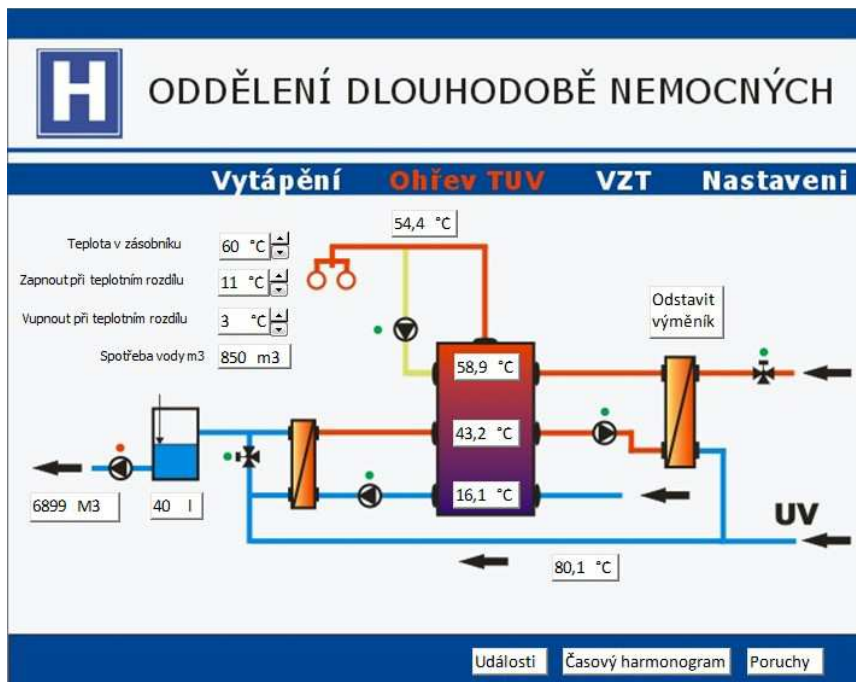 H
ODDĚLENÍ DLOUHODOBĚ NEMOCNÝCH
Vytápění Ohřev TUV VZT Nastaveni
54,4 °C
Teplota v zásobníku 60 °C
Zapnout při teplotním rozdílu 11 °C
Vupnout při teplotním rozdílu 3 °C
Spotřeba vody m3 850 m3
Odstavit
výměník
58,9 °C
43,2 °C
16,1 °C
6899 M3
40 l
UV
80,1 °C
Události Časový harmonogram Poruchy